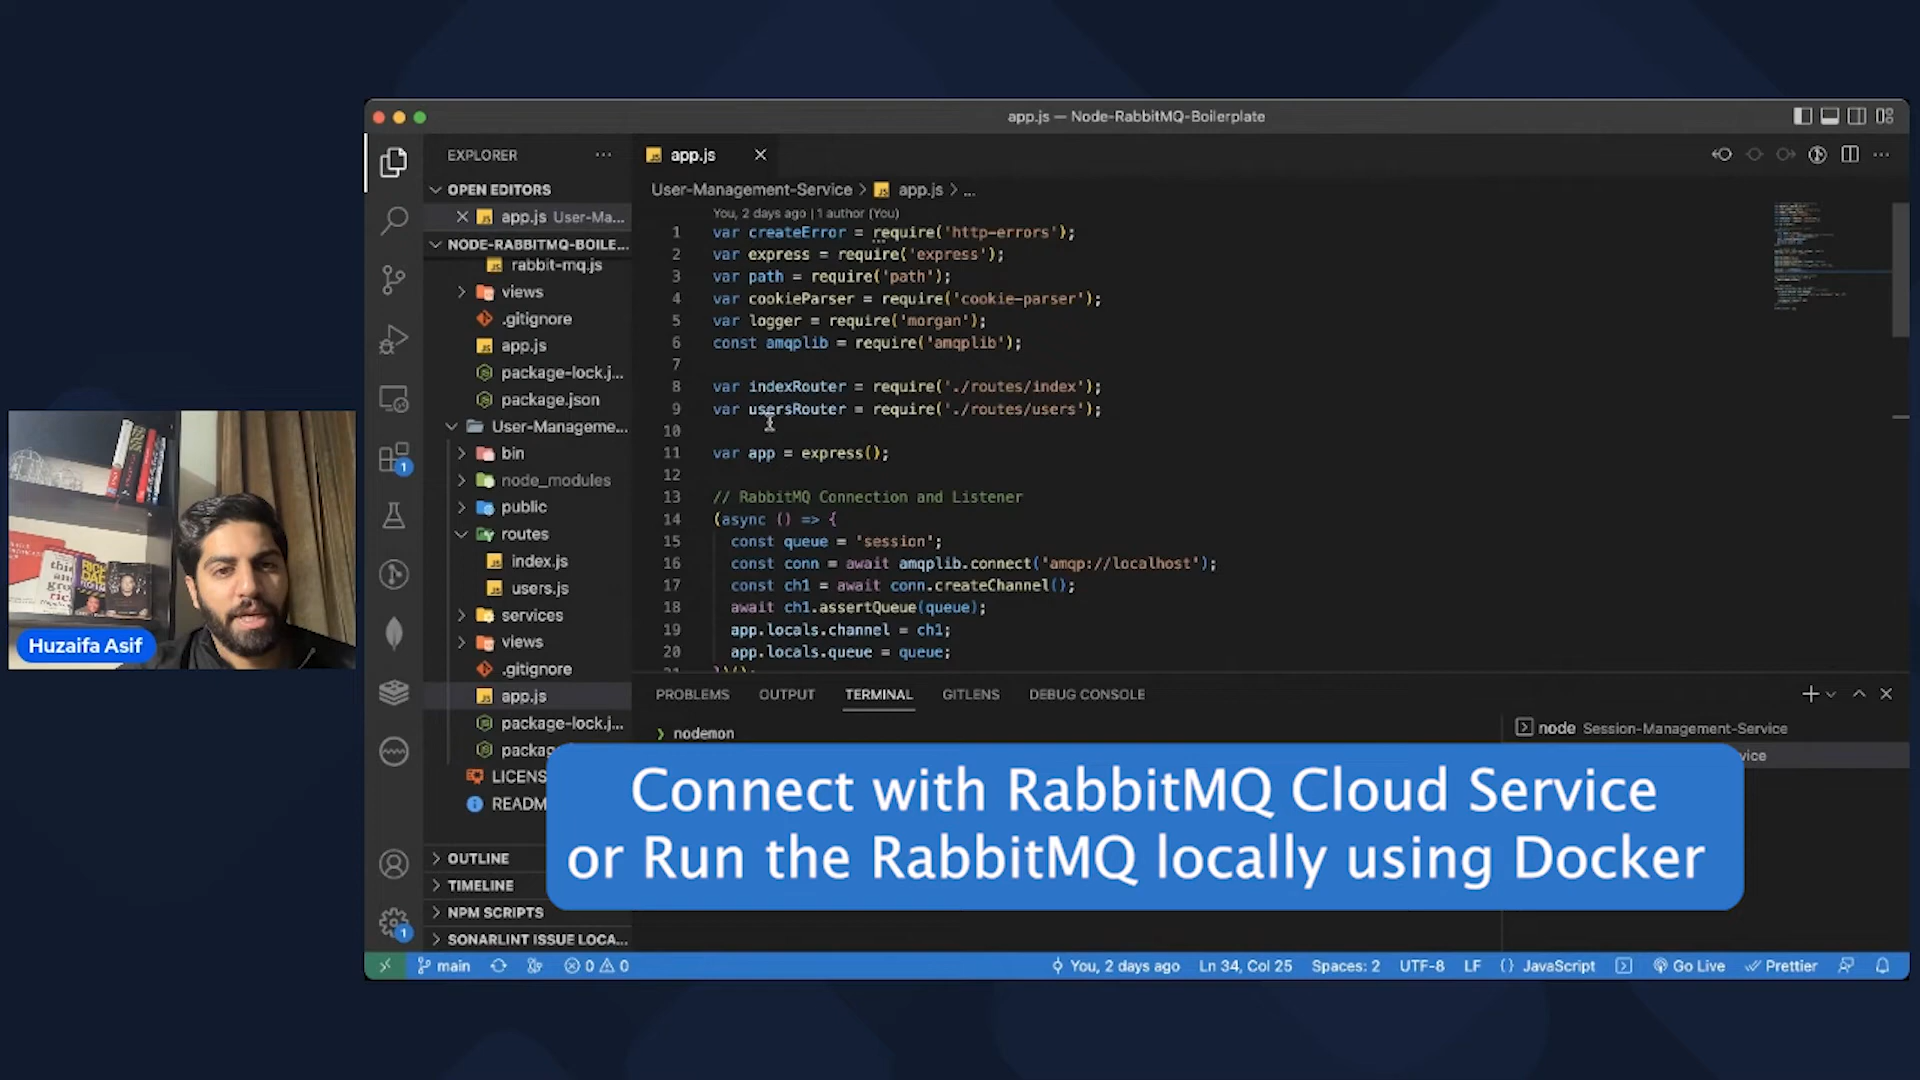 app.js — Node-RabbitMQ-Boilerplate
EXPLORER
OPEN EDITORS
app.js User-Ma...
NODE-RABBITMQ-BOILE...
rabbit-mq.js
views
.gitignore
app.js
package-lock.j...
package.json
User-Manageme...
bin
node_modules
public
routes
index.js
users.js
services
views
.gitignore
app.js
package-lock.j...
packag
LICENS
READM
OUTLINE
TIMELINE
NPM SCRIPTS
SONARLINT ISSUE LOCA...
app.js
User-Management-Service > app.js > ...
You, 2 days ago | 1 author (You)
1 var createError = require('http-errors');
2 var express = require('express');
3 var path = require('path');
4 var cookieParser = require('cookie-parser');
5 var logger = require('morgan');
6 const amqplib = require('amqplib');
7
8 var indexRouter = require('./routes/index');
9 var usersRouter = require('./routes/users');
10
11 var app = express();
12
13 // RabbitMQ Connection and Listener
14 (async () => {
15 const queue = 'session';
16 const conn = await amqplib.connect('amqp://localhost');
17 const ch1 = await conn.createChannel();
18 await ch1.assertQueue(queue);
19 app.locals.channel = ch1;
20 app.locals.queue = queue;
PROBLEMS OUTPUT TERMINAL GITLENS DEBUG CONSOLE
❯ nodemon
node Session-Management-Service
vice
Connect with RabbitMQ Cloud Service
or Run the RabbitMQ locally using Docker
Huzaifa Asif
1
1
main 0 0 You, 2 days ago Ln 34, Col 25 Spaces: 2 UTF-8 LF {} JavaScript Go Live Prettier